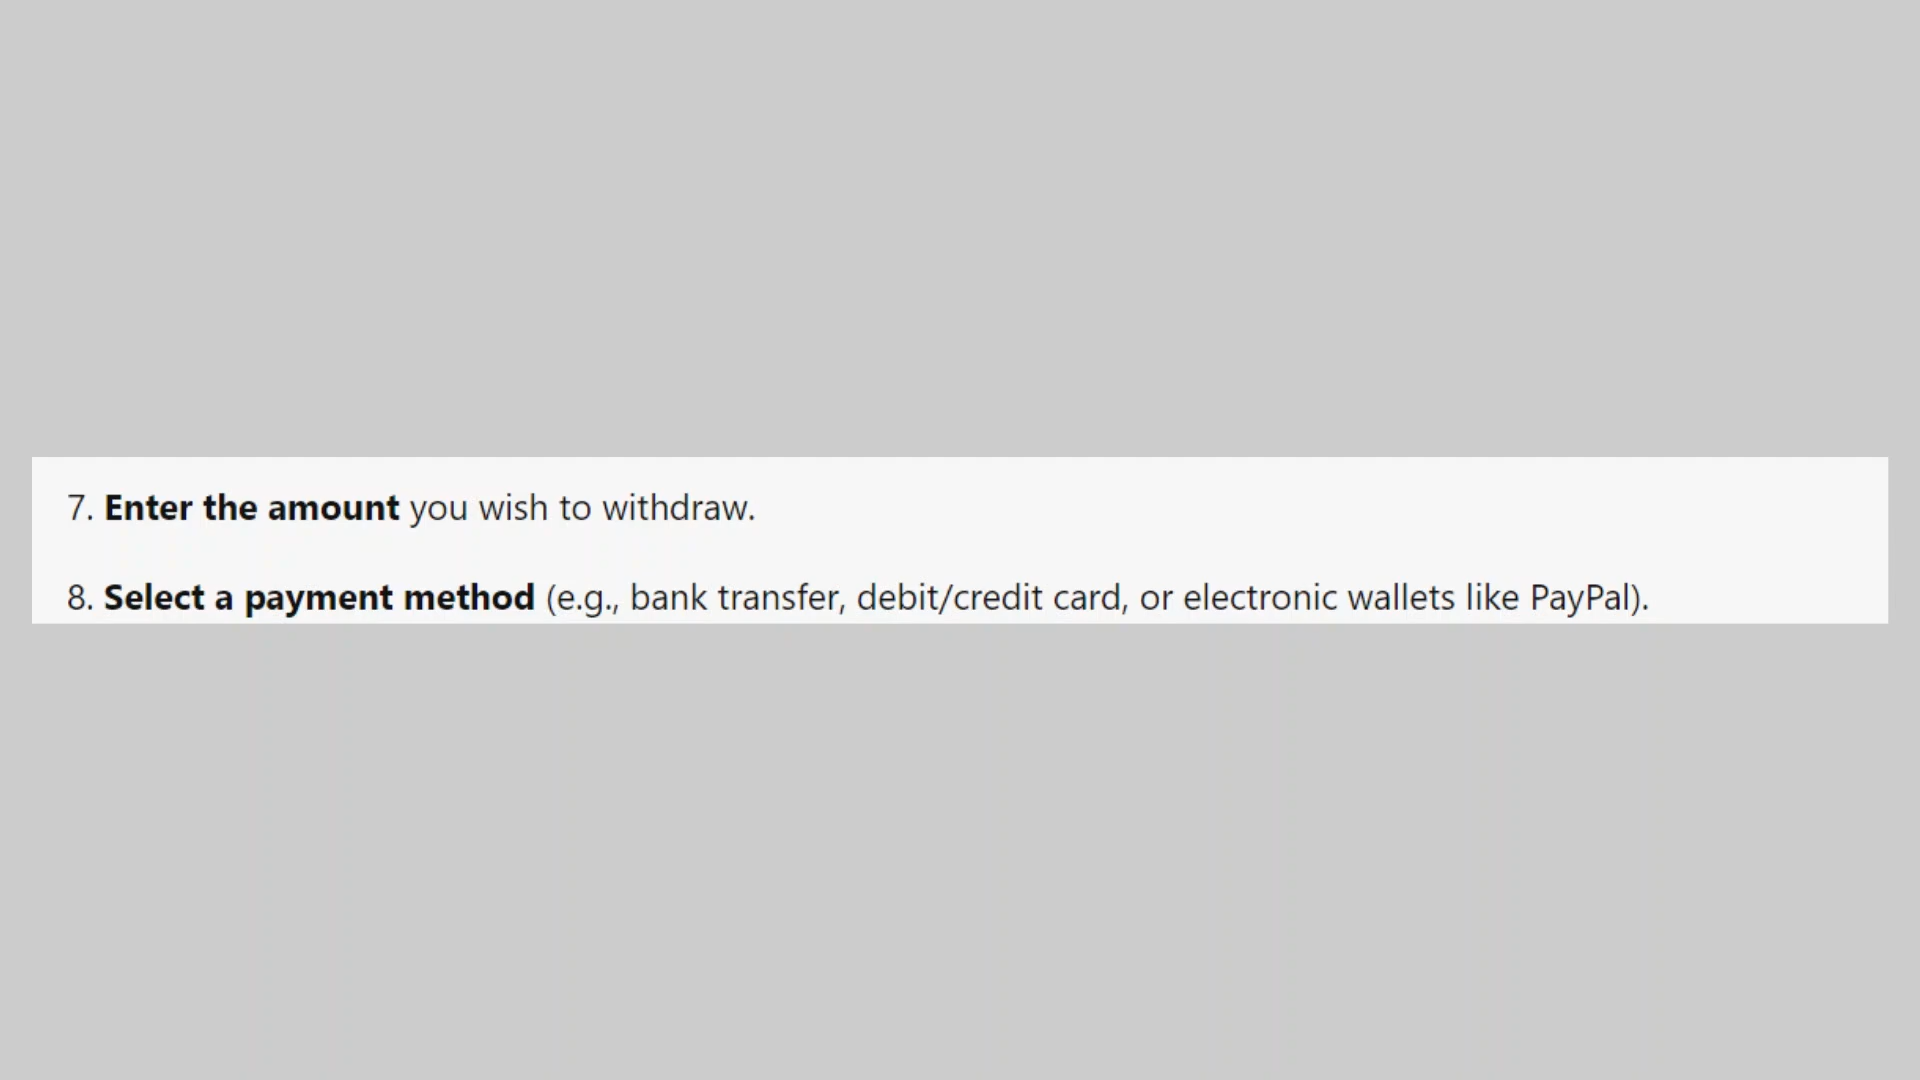 7. Enter the amount you wish to withdraw.
8. Select a payment method (e.g., bank transfer, debit/credit card, or electronic wallets like PayPal).